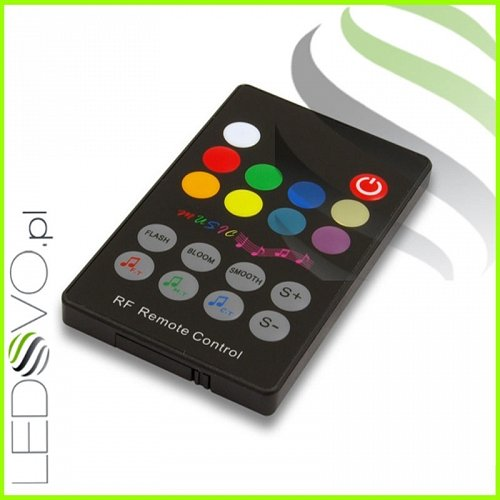 LEDOVO.pl
MUSIC
FLASH
BLOOM
SMOOTH
S+
F.T
M.T
C.T
S-
RF Remote Control